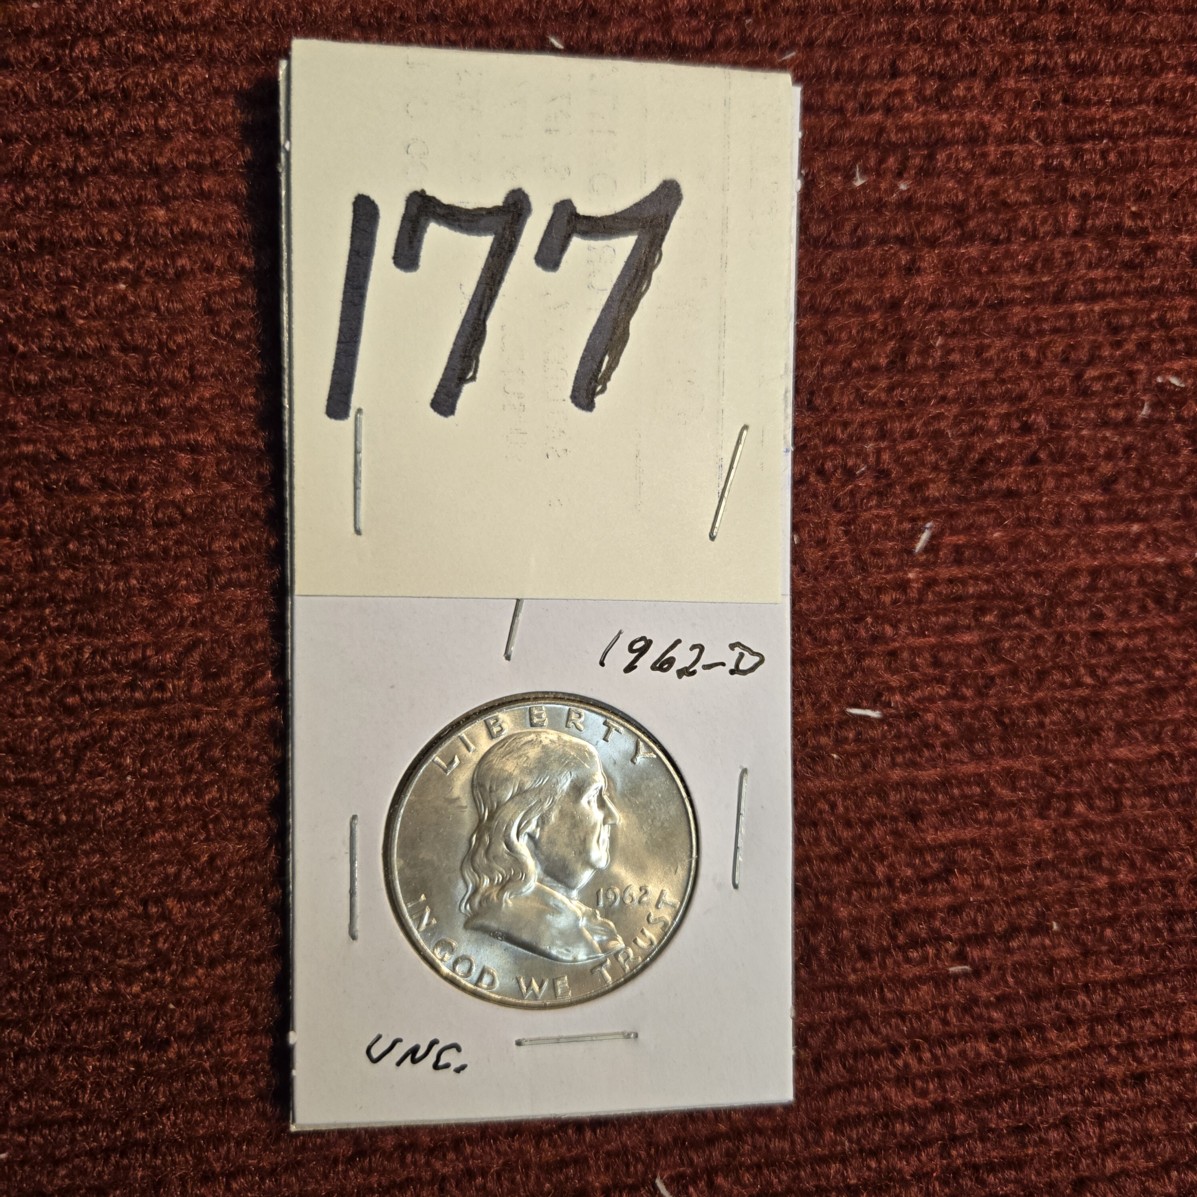 177
1962-D
LIBERTY
1962
IN GOD WE TRUST
UNC.